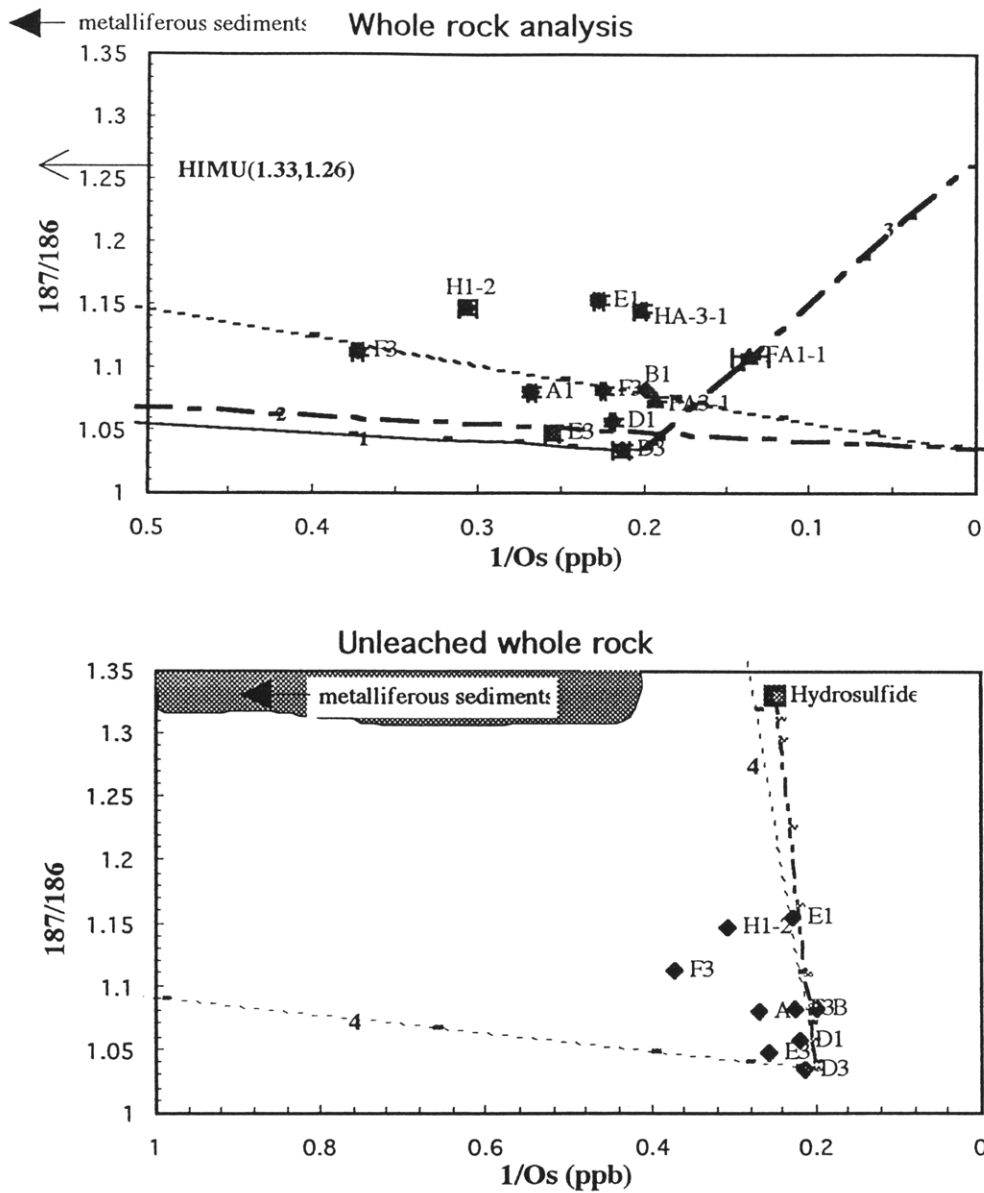 metalliferous sediments Whole rock analysis
1.35
1.3
1.25
1.2
1.15
1.1
1.05
1
187/186
HIMU(1.33,1.26)
3
H1-2
E1
HA-3-1
F3
FA1-1
A1
F3
B1
FA3-1
D1
2
E3
1
D3
0.5 0.4 0.3 0.2 0.1 0
1/Os (ppb)
Unleached whole rock
1.35
1.3
1.25
1.2
1.15
1.1
1.05
1
187/186
metalliferous sediments
Hydrosulfide
4
E1
H1-2
F3
A
B
D1
E3
D3
4
1 0.8 0.6 0.4 0.2 0
1/Os (ppb)